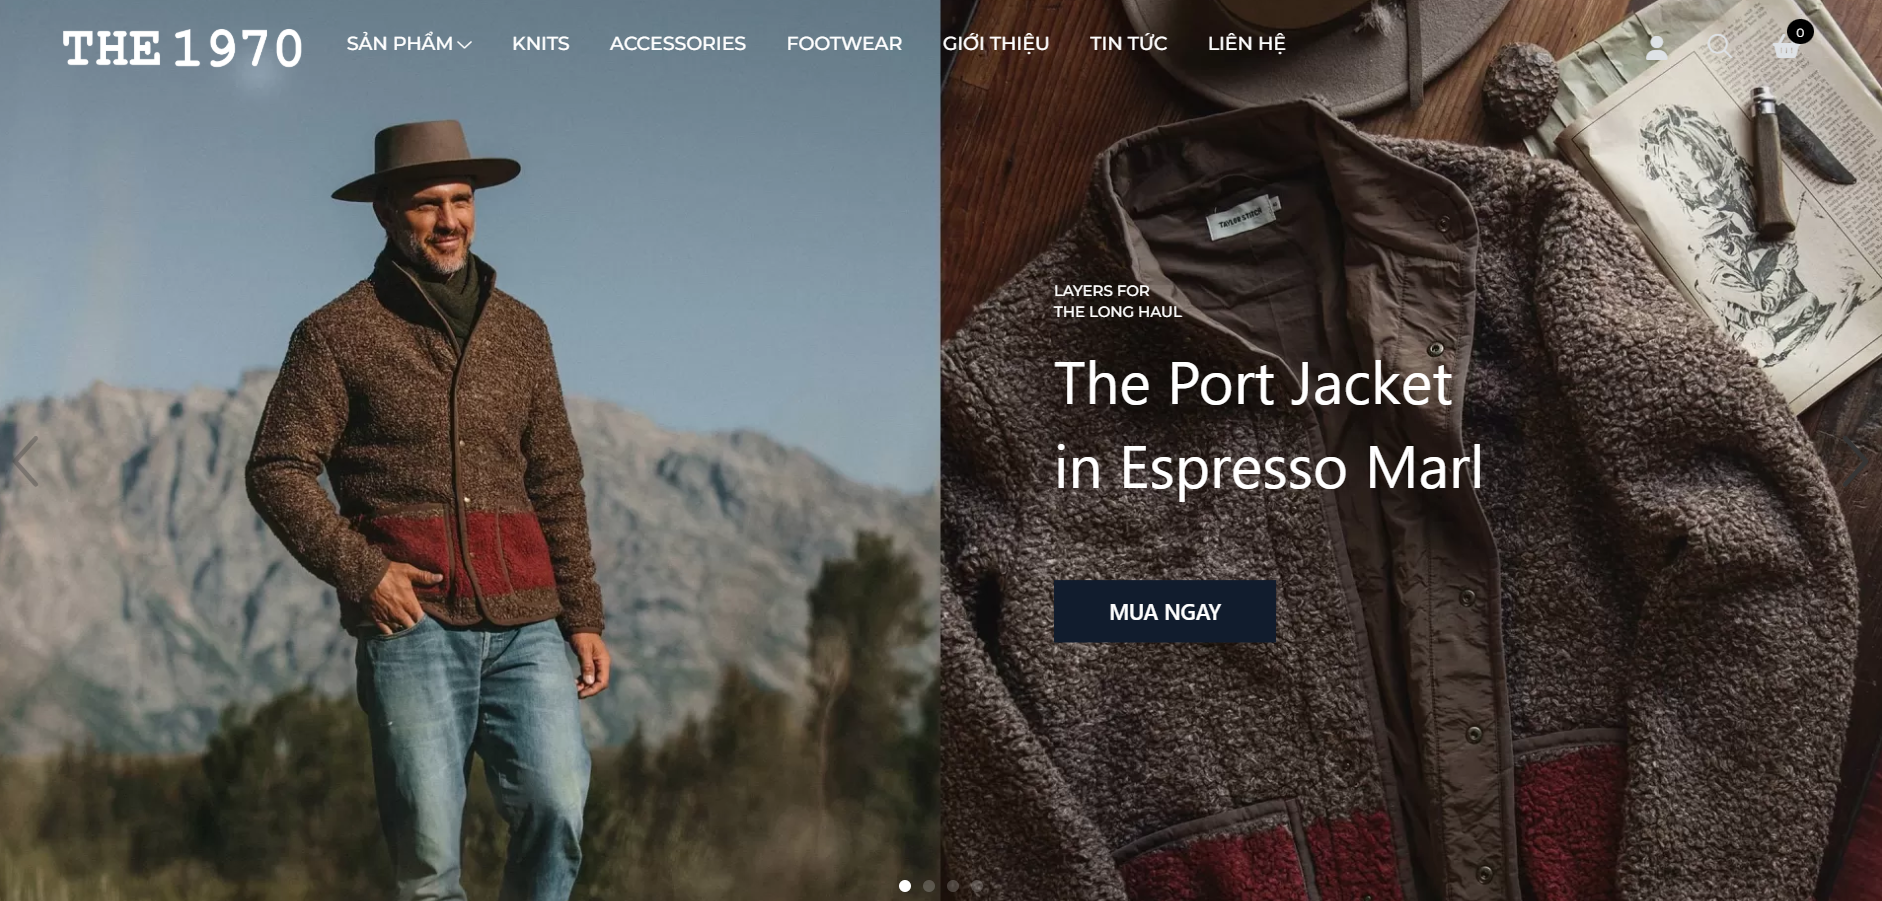 THE 1970
SẢN PHẨM
KNITS
ACCESSORIES
FOOTWEAR
GIỚI THIỆU
TIN TỨC
LIÊN HỆ
0
TAYLOR STITCH
LAYERS FOR
THE LONG HAUL
The Port Jacket
in Espresso Marl
MUA NGAY